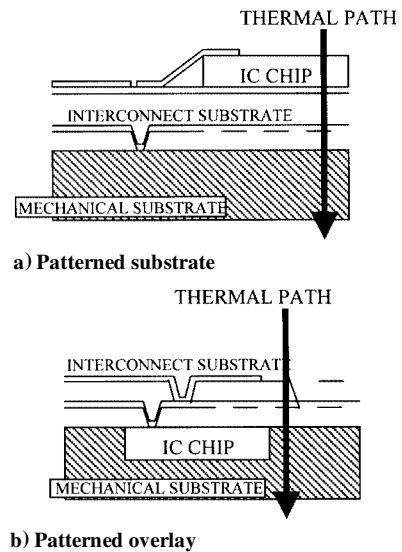 THERMAL PATH
IC CHIP
INTERCONNECT SUBSTRATE
MECHANICAL SUBSTRATE
a) Patterned substrate
THERMAL PATH
INTERCONNECT SUBSTRATE
IC CHIP
MECHANICAL SUBSTRATE
b) Patterned overlay